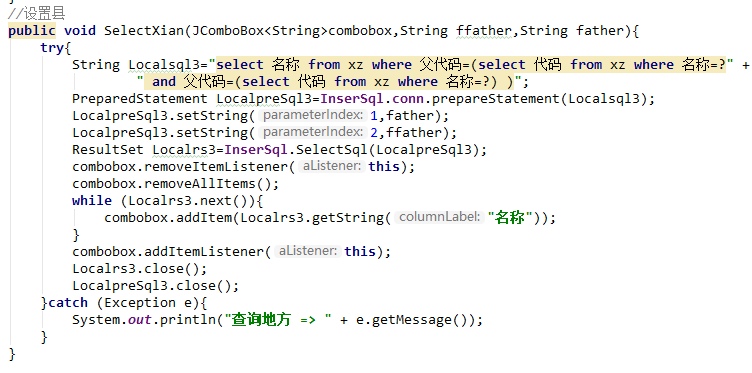 //设置县
public void SelectXian(JComboBox<String>combobox,String ffather,String father){
try{
String Localsql3="select 名称 from xz where 父代码=(select 代码 from xz where 名称=?" +
" and 父代码=(select 代码 from xz where 名称=?) )";
PreparedStatement LocalpreSql3=InserSql.conn.prepareStatement(Localsql3);
LocalpreSql3.setString( parameterIndex: 1,father);
LocalpreSql3.setString( parameterIndex: 2,ffather);
ResultSet Localrs3=InserSql.SelectSql(LocalpreSql3);
combobox.removeItemListener( aListener: this);
combobox.removeAllItems();
while (Localrs3.next()){
combobox.addItem(Localrs3.getString( columnLabel: "名称"));
}
combobox.addItemListener( aListener: this);
Localrs3.close();
LocalpreSql3.close();
}catch (Exception e){
System.out.println("查询地方 => " + e.getMessage());
}
}